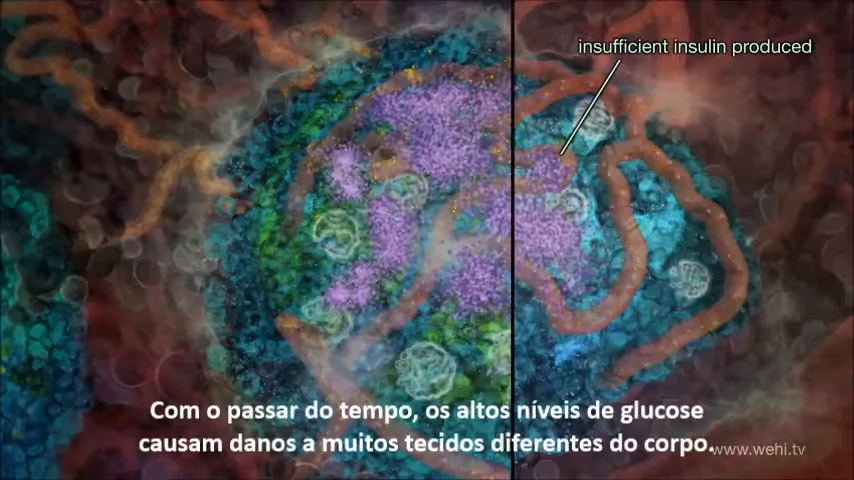 insufficient insulin produced
Com o passar do tempo, os altos níveis de glucose
causam danos a muitos tecidos diferentes do corpo.
www.wehi.tv